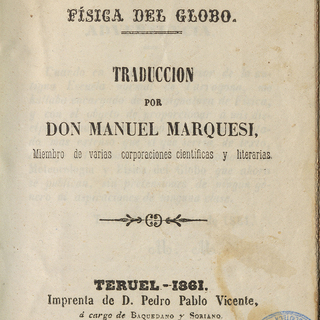 FÍSICA DEL GLOBO.
TRADUCCION
POR
DON MANUEL MARQUESI,
Miembro de varias corporaciones científicas y literarias.
TERUEL-1861.
Imprenta de D. Pedro Pablo Vicente,
á cargo de BAQUEDANO Y SORIANO.